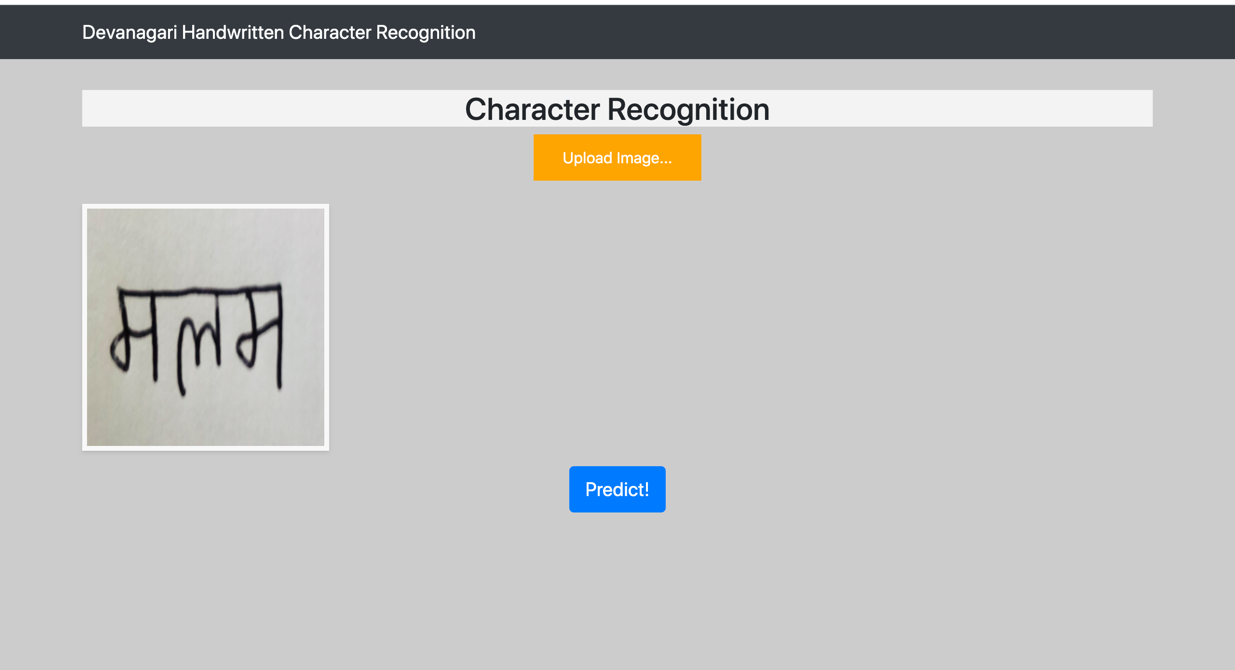 Devanagari Handwritten Character Recognition
Character Recognition
Upload Image...
मलम
Predict!